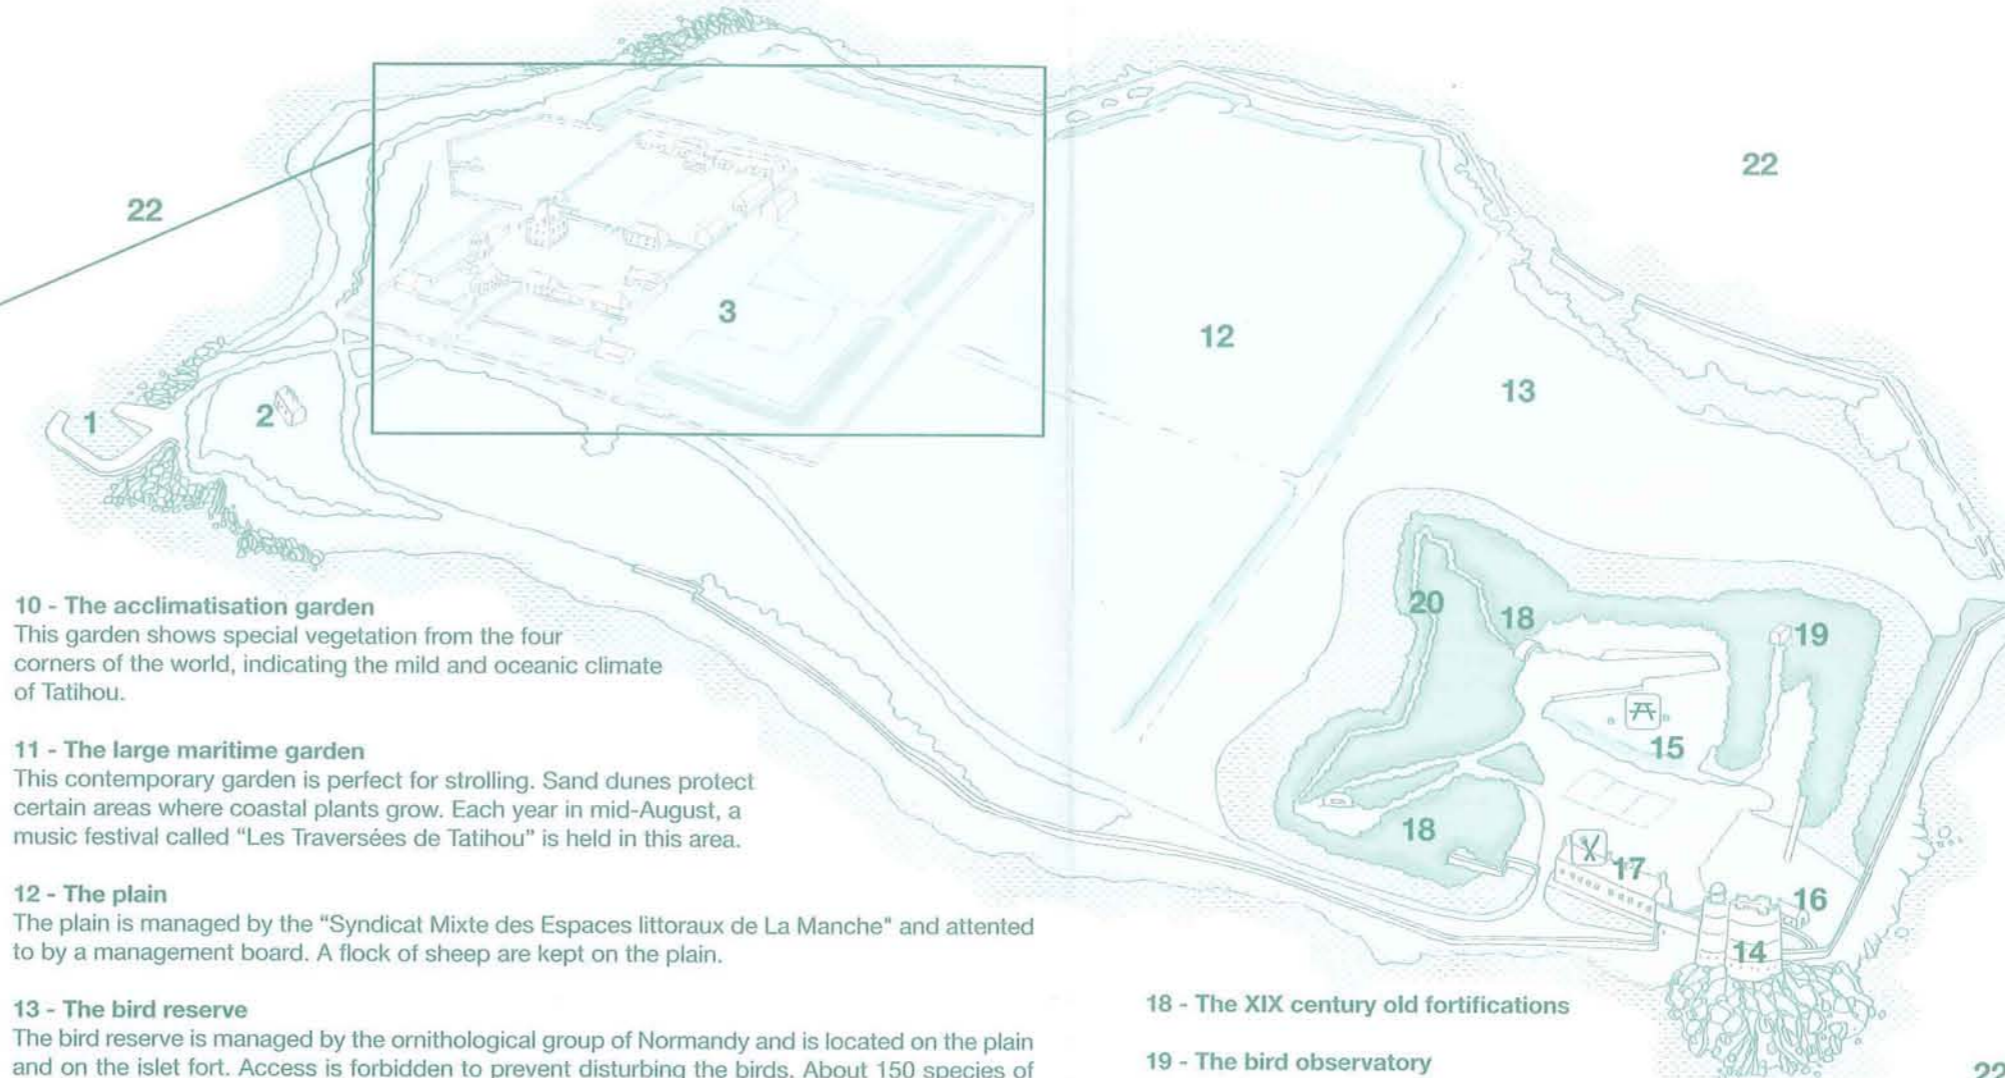 22
22
3
12
13
1
2
20
18
19
15
18
17
16
14
10 - The acclimatisation garden
This garden shows special vegetation from the four
corners of the world, indicating the mild and oceanic climate
of Tatihou.
11 - The large maritime garden
This contemporary garden is perfect for strolling. Sand dunes protect
certain areas where coastal plants grow. Each year in mid-August, a
music festival called “Les Traversées de Tatihou” is held in this area.
12 - The plain
The plain is managed by the “Syndicat Mixte des Espaces littoraux de La Manche" and attented
to by a management board. A flock of sheep are kept on the plain.
13 - The bird reserve
The bird reserve is managed by the ornithological group of Normandy and is located on the plain
and on the islet fort. Access is forbidden to prevent disturbing the birds. About 150 species of
18 - The XIX century old fortifications
19 - The bird observatory
22